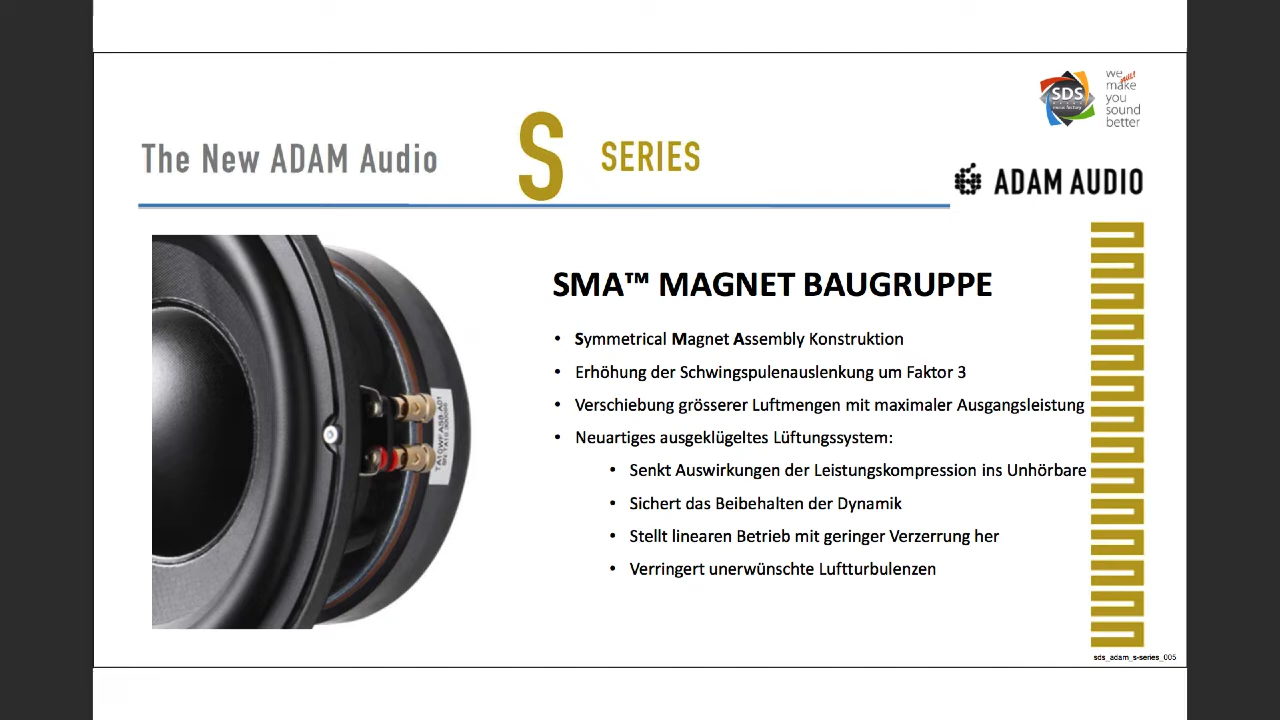 we
make
you
sound
better
SDS
music factory
The New ADAM Audio S SERIES
ADAM AUDIO
SMA™ MAGNET BAUGRUPPE
• Symmetrical Magnet Assembly Konstruktion
• Erhöhung der Schwingspulenauslenkung um Faktor 3
• Verschiebung grösserer Luftmengen mit maximaler Ausgangsleistung
• Neuartiges ausgeklügeltes Lüftungssystem:
• Senkt Auswirkungen der Leistungskompression ins Unhörbare
• Sichert das Beibehalten der Dynamik
• Stellt linearen Betrieb mit geringer Verzerrung her
• Verringert unerwünschte Luftturbulenzen
sds_adam_s-series_005